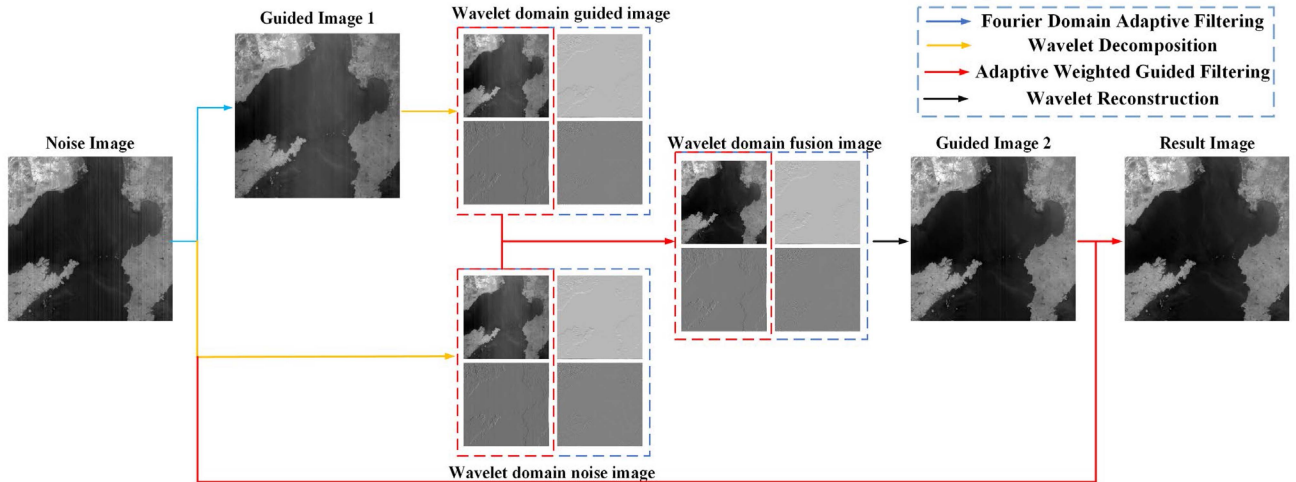 Guided Image 1
Wavelet domain guided image
Fourier Domain Adaptive Filtering
Wavelet Decomposition
Adaptive Weighted Guided Filtering
Wavelet Reconstruction
Noise Image
Wavelet domain fusion image
Guided Image 2
Result Image
Wavelet domain noise image